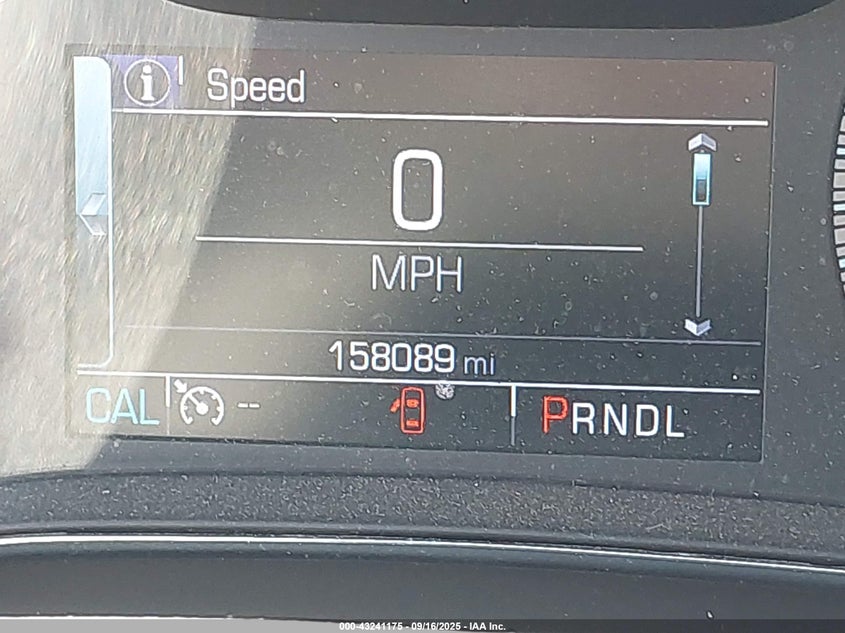 i Speed
0
MPH
158089 mi
CAL -- PRNDL
000-43241175 - 09/16/2025 - IAA Inc.